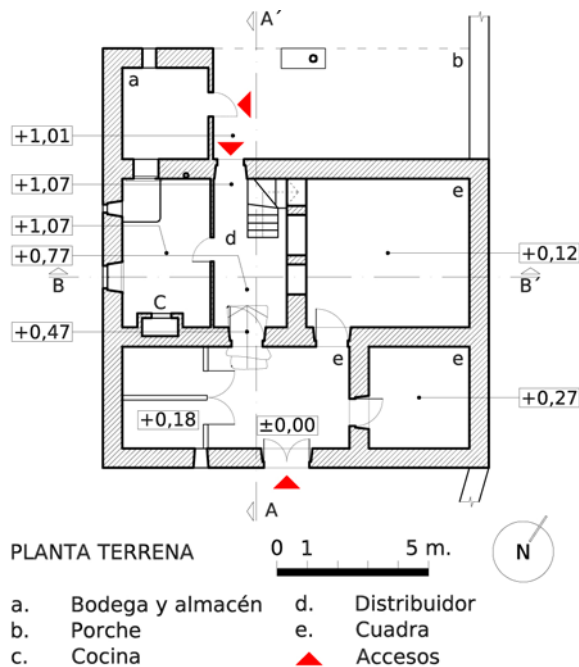 A´
a
b
+1,01
+1,07
e
+1,07
d
+0,77
+0,12
B
B´
C
+0,47
e
e
+0,27
+0,18
±0,00
A
PLANTA TERRENA
0 1 5 m.
N
a. Bodega y almacén
b. Porche
c. Cocina
d. Distribuidor
e. Cuadra
Accesos